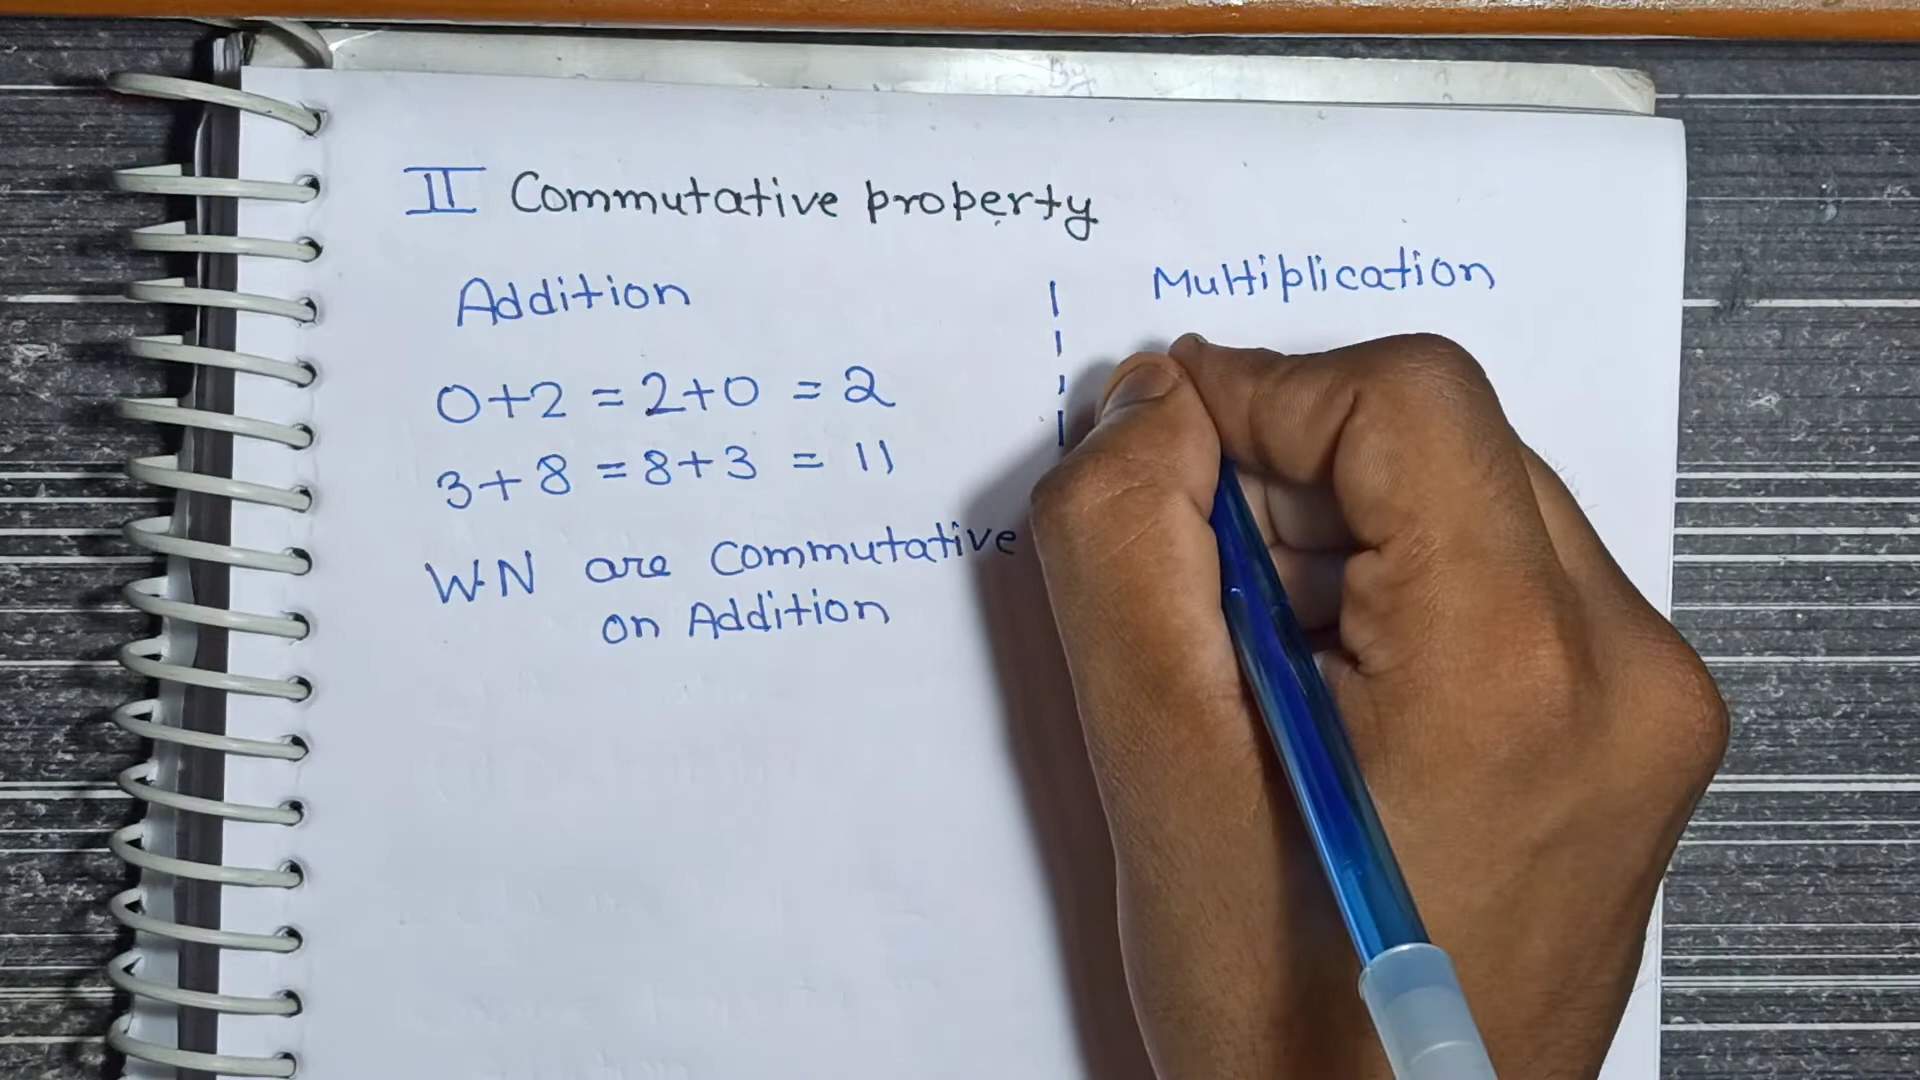 II Commutative property
Addition
0+2 = 2+0 = 2
3+8 = 8+3 = 11
W.N are commutative
on Addition
Multiplication